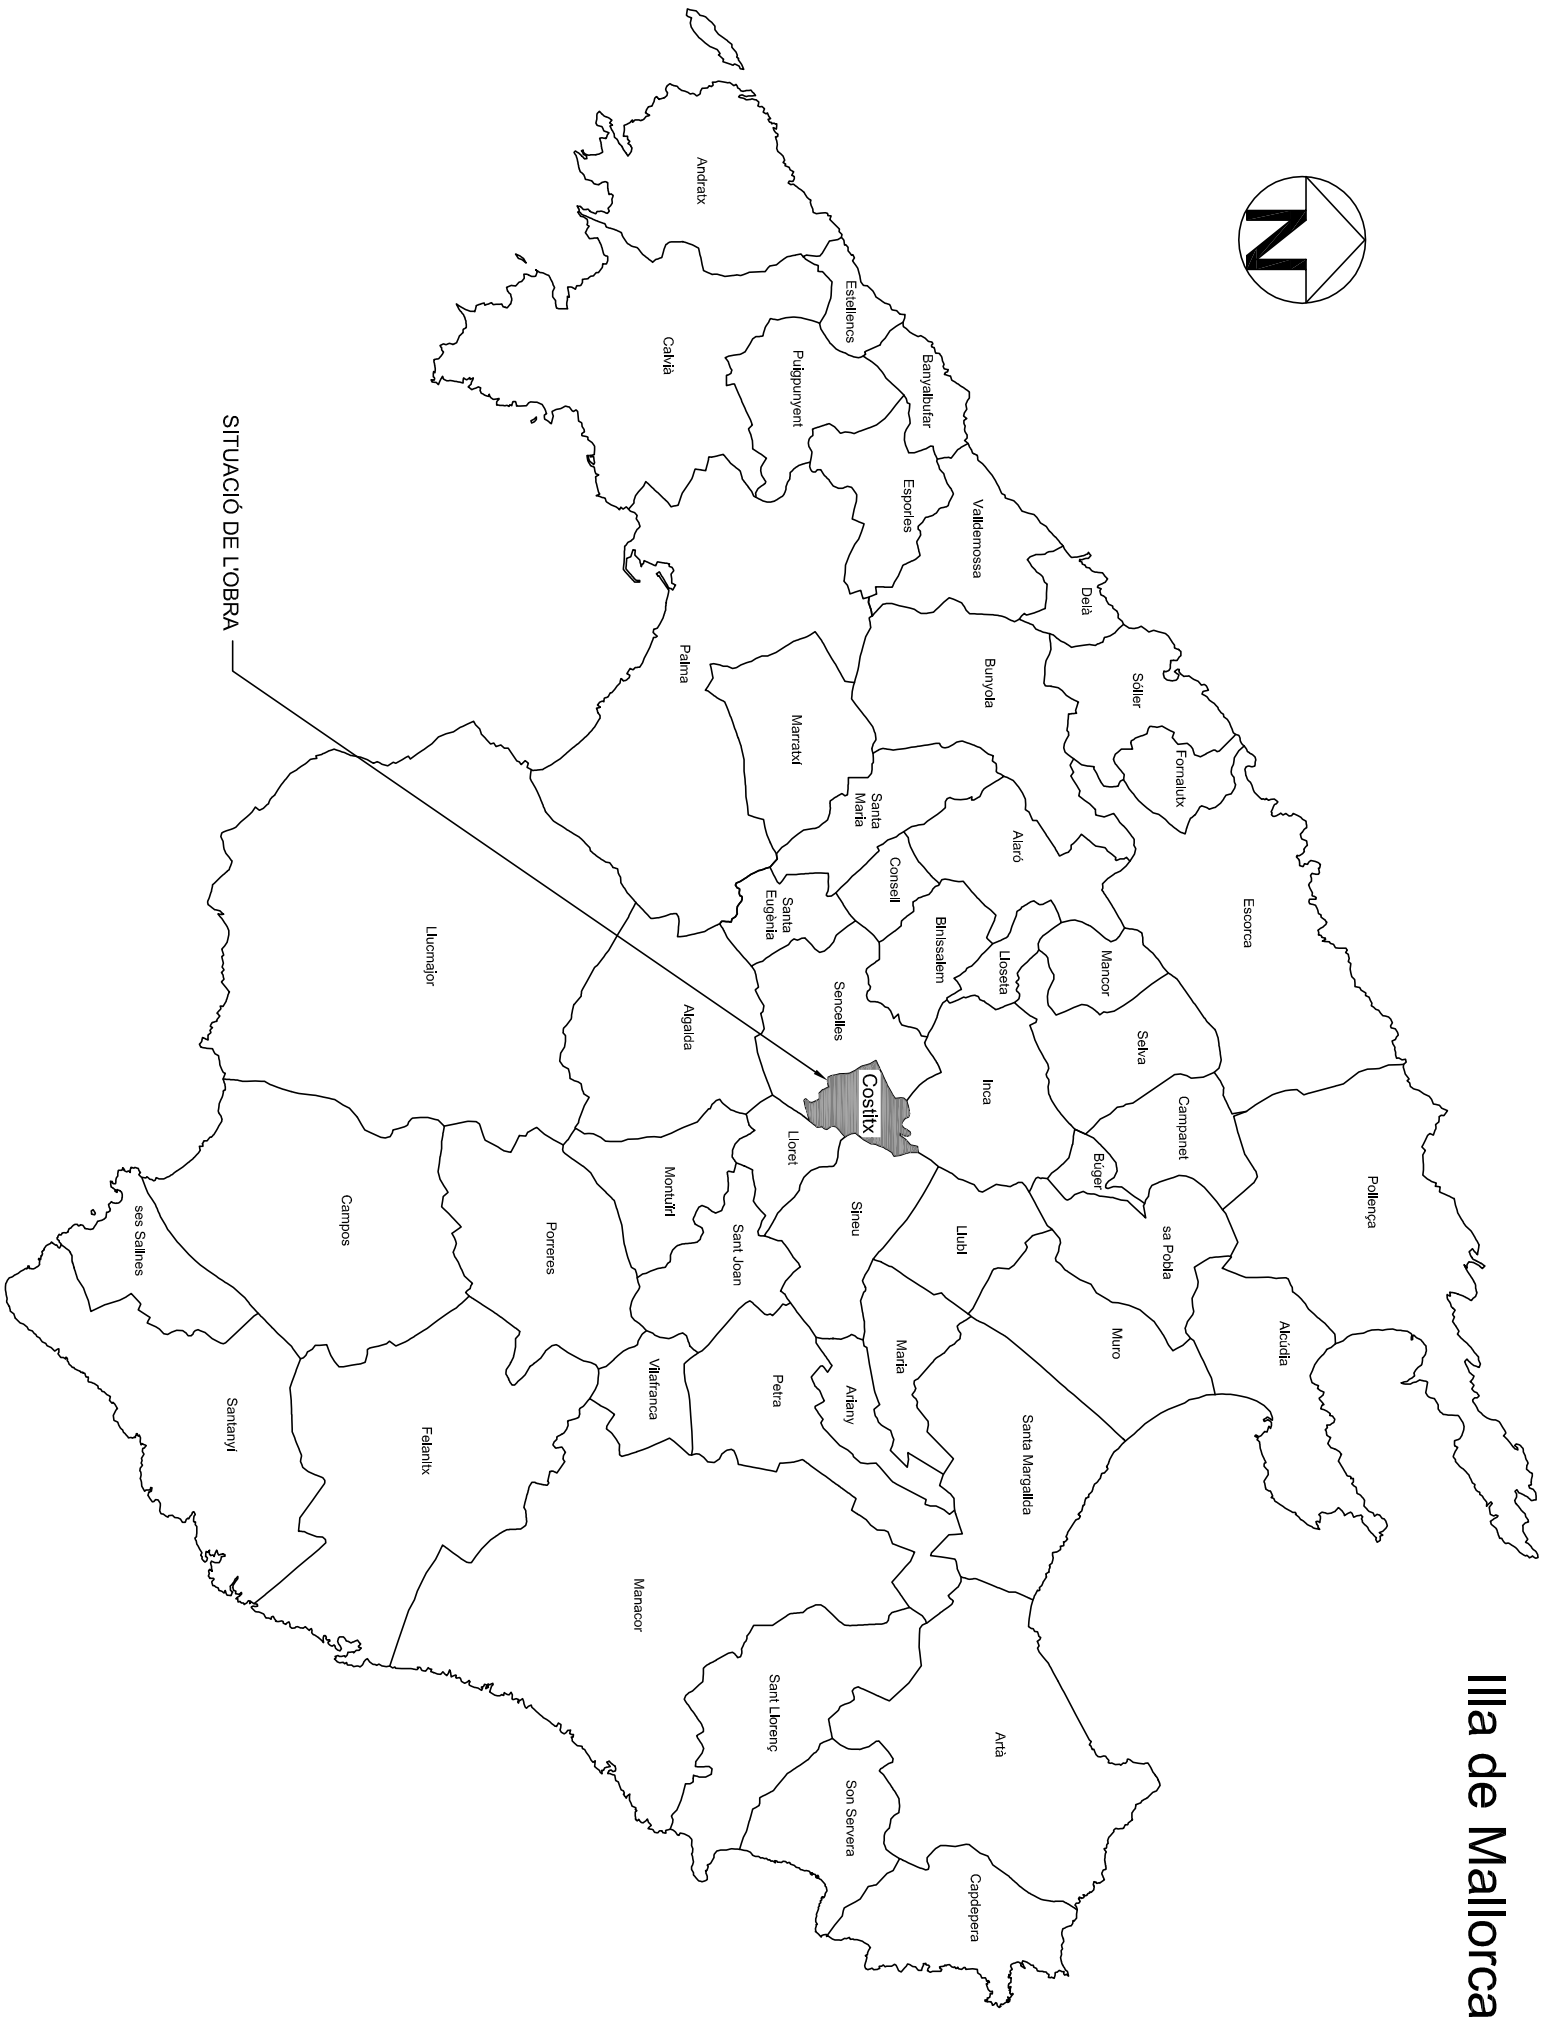 Illa de Mallorca
N
Pollença
Escorca
Alcúdia
Fornalutx
Campanet
sa Pobla
Sóller
Selva
Muro
Mancor
Búger
Deià
Alaró
Lloseta
Inca
Santa Margalida
Bunyola
Valldemossa
Llubí
Artà
Capdepera
Binissalem
Banyalbufar
Esporles
Consell
Maria
Santa
Maria
Costitx
Estellencs
Sencelles
Sineu
Ariany
Son Servera
Puigpunyent
Marratxí
Santa
Eugènia
Lloret
Petra
Sant Llorenç
Sant Joan
Andratx
Palma
Algaida
Calvià
Montuïri
Vilafranca
Manacor
Porreres
Llucmajor
Felanitx
Campos
SITUACIÓ DE L'OBRA
Santanyí
ses Salines